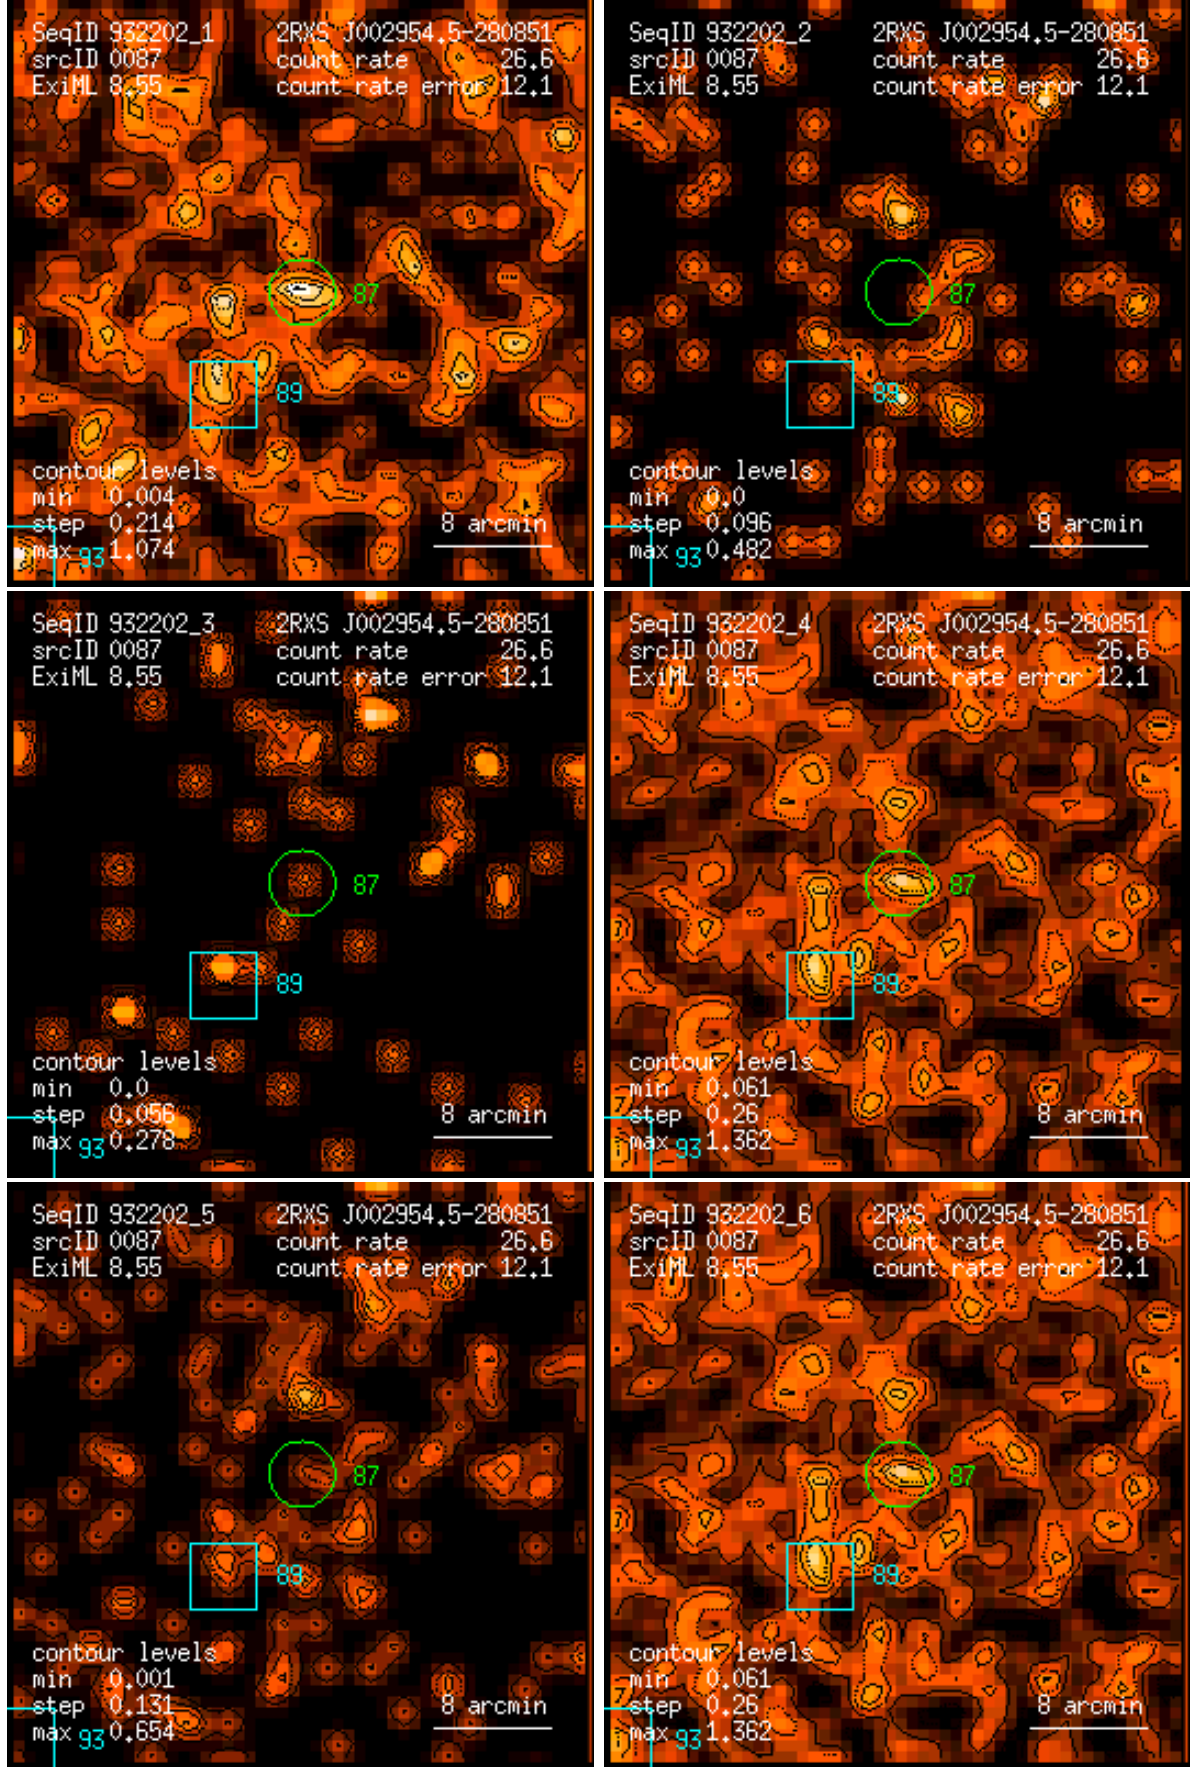 SeqID 932202_1 2RXS J002954.5-280851
srcID 0087 count rate 26.6
ExiML 8.55 count rate error 12.1
87
89
contour levels
min 0.004
step 0.214 8 arcmin
max 93 1.074
SeqID 932202_2 2RXS J002954.5-280851
srcID 0087 count rate 26.6
ExiML 8.55 count rate error 12.1
87
89
contour levels
min 0.0
step 0.096 8 arcmin
max 93 0.482
SeqID 932202_3 2RXS J002954.5-280851
srcID 0087 count rate 26.6
ExiML 8.55 count rate error 12.1
87
89
contour levels
min 0.0
step 0.056 8 arcmin
max 93 0.278
SeqID 932202_4 2RXS J002954.5-280851
srcID 0087 count rate 26.6
ExiML 8.55 count rate error 12.1
87
89
contour levels
min 0.061
step 0.26 8 arcmin
max 93 1.362
SeqID 932202_5 2RXS J002954.5-280851
srcID 0087 count rate 26.6
ExiML 8.55 count rate error 12.1
87
89
contour levels
min 0.001
step 0.131 8 arcmin
max 93 0.654
SeqID 932202_6 2RXS J002954.5-280851
srcID 0087 count rate 26.6
ExiML 8.55 count rate error 12.1
87
89
contour levels
min 0.061
step 0.26 8 arcmin
max 93 1.362